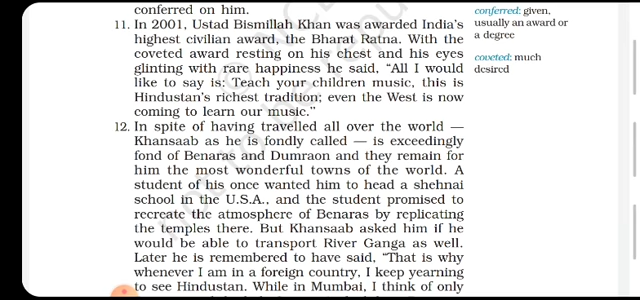 conferred on him.
11. In 2001, Ustad Bismillah Khan was awarded India's
highest civilian award, the Bharat Ratna. With the
coveted award resting on his chest and his eyes
glinting with rare happiness he said, “All I would
like to say is: Teach your children music, this is
Hindustan's richest tradition; even the West is now
coming to learn our music.”
12. In spite of having travelled all over the world —
Khansaab as he is fondly called — is exceedingly
fond of Benaras and Dumraon and they remain for
him the most wonderful towns of the world. A
student of his once wanted him to head a shehnai
school in the U.S.A., and the student promised to
recreate the atmosphere of Benaras by replicating
the temples there. But Khansaab asked him if he
would be able to transport River Ganga as well.
Later he is remembered to have said, “That is why
whenever I am in a foreign country, I keep yearning
to see Hindustan. While in Mumbai, I think of only
conferred: given,
usually an award or
a degree
coveted: much
desired